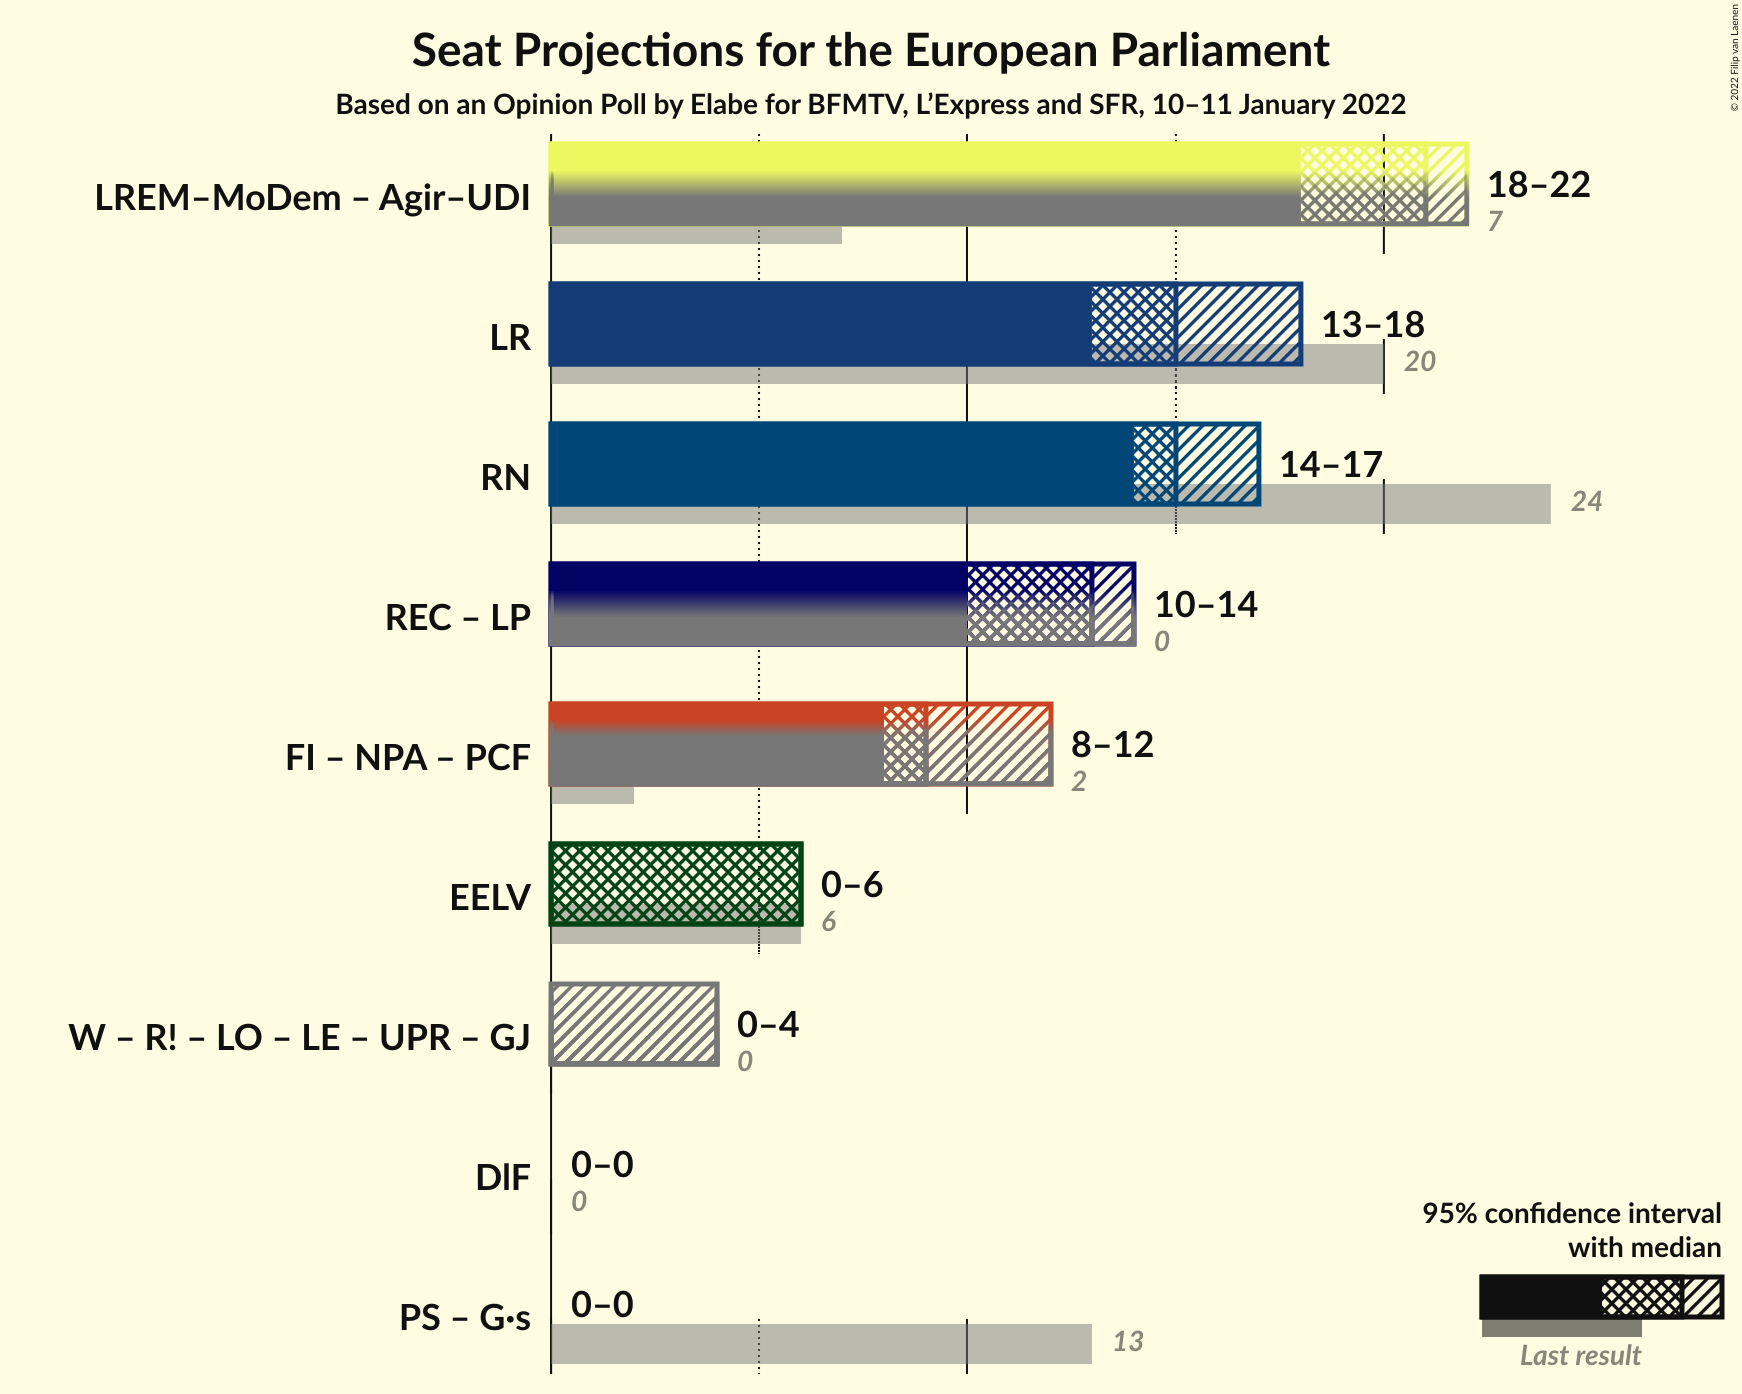 Seat Projections for the European Parliament
Based on an Opinion Poll by Elabe for BFMTV, L’Express and SFR, 10–11 January 2022
© 2022 Filip van Laenen
LREM–MoDem – Agir–UDI
18–22
7
LR
13–18
20
RN
14–17
24
REC – LP
10–14
0
FI – NPA – PCF
8–12
2
EELV
0–6
6
W – R! – LO – LE – UPR – GJ
0–4
0
DlF
0–0
0
PS – G·s
0–0
13
95% confidence interval
with median
Last result